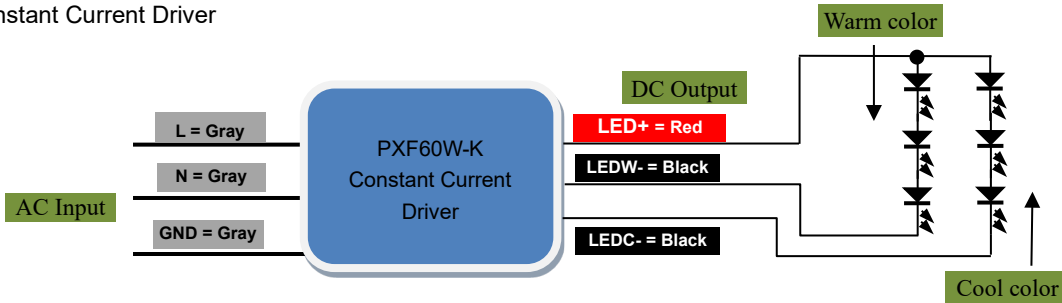 nstant Current Driver
Warm color
DC Output
L = Gray
LED+ = Red
PXF60W-K
Constant Current
Driver
N = Gray
LEDW- = Black
AC Input
GND = Gray
LEDC- = Black
Cool color